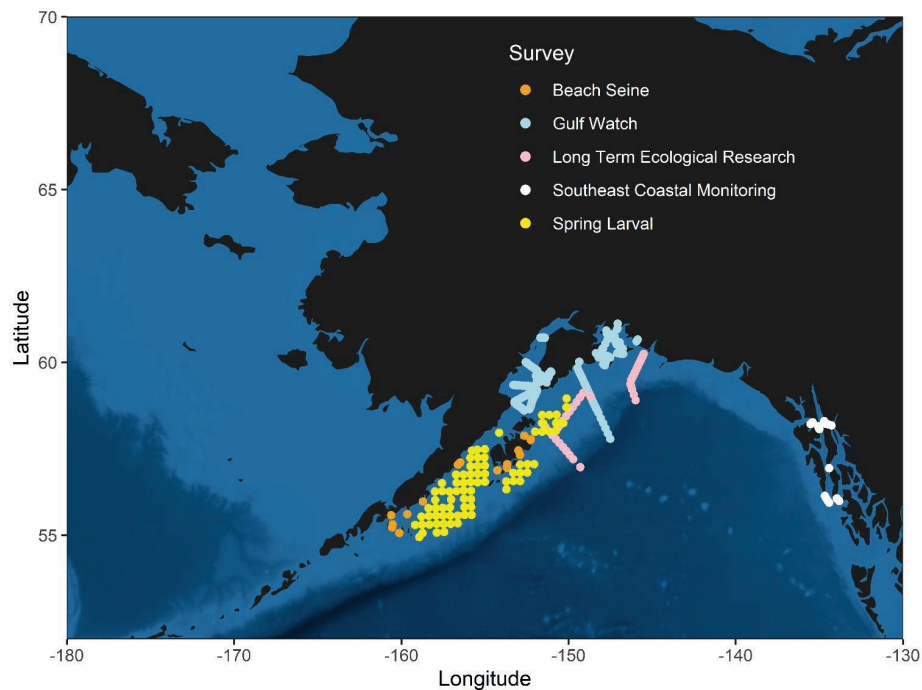 70
65
60
55
Latitude
Survey
Beach Seine
Gulf Watch
Long Term Ecological Research
Southeast Coastal Monitoring
Spring Larval
-180
-170
-160
-150
-140
-130
Longitude